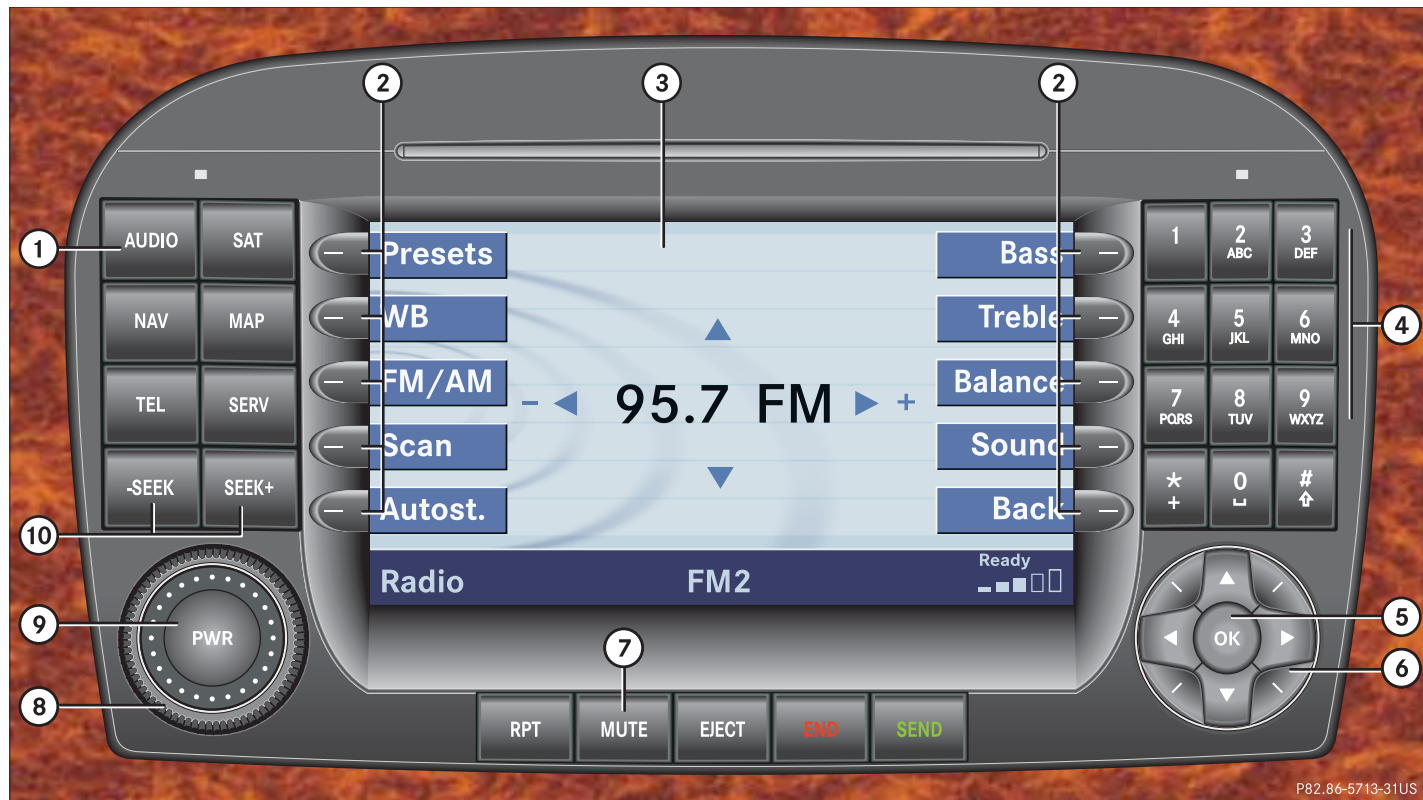 2
3
2
1
AUDIO
SAT
NAV
MAP
TEL
SERV
-SEEK
SEEK+
10
9
PWR
8
Presets
WB
FM/AM
Scan
Autost.
- 95.7 FM +
Bass
Treble
Balance
Sound
Back
Radio
FM2
Ready
1
2
ABC
3
DEF
4
GHI
5
JKL
6
MNO
7
PQRS
8
TUV
9
WXYZ
*
+
0
#
4
OK
5
6
7
RPT
MUTE
EJECT
END
SEND
P82.86-5713-31US